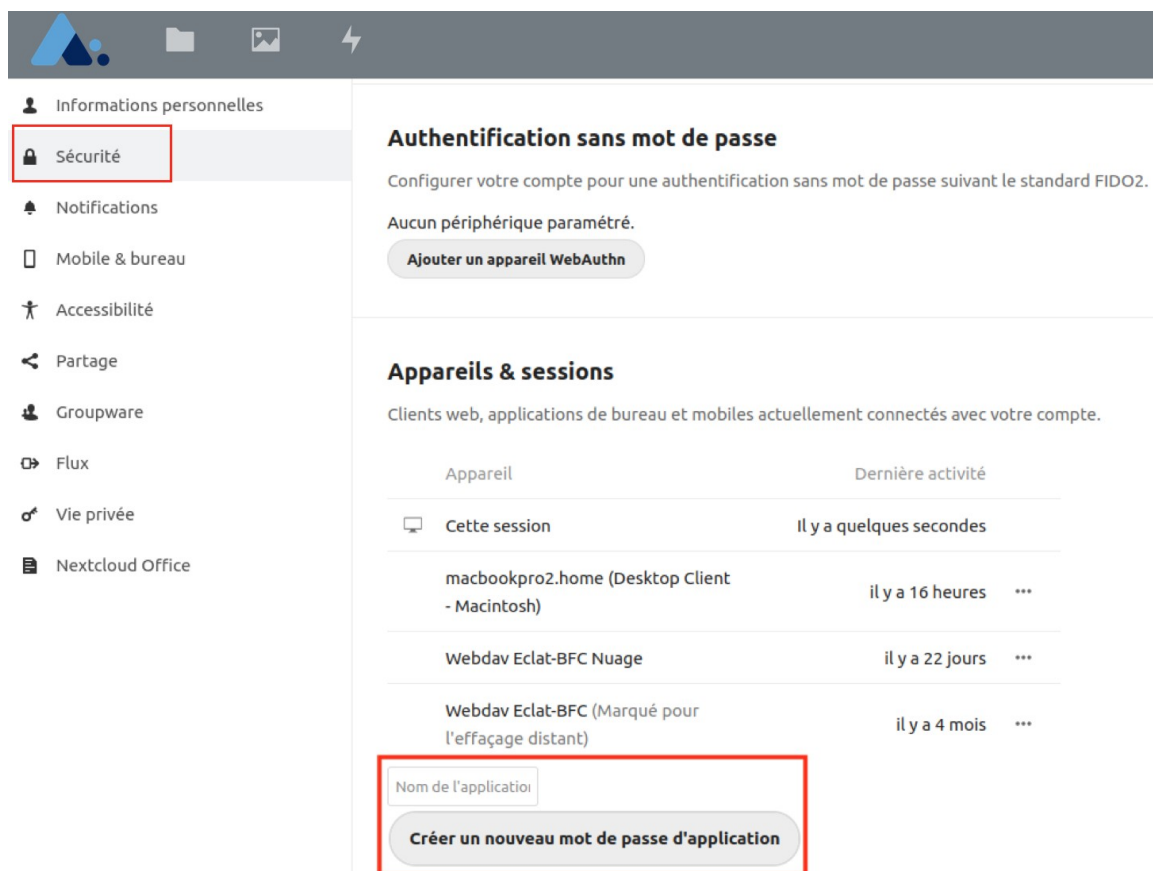 Informations personnelles
Sécurité
Notifications
Mobile & bureau
Accessibilité
Partage
Groupware
Flux
Vie privée
Nextcloud Office
Authentification sans mot de passe
Configurer votre compte pour une authentification sans mot de passe suivant le standard FIDO2.
Aucun périphérique paramétré.
Ajouter un appareil WebAuthn
Appareils & sessions
Clients web, applications de bureau et mobiles actuellement connectés avec votre compte.
Appareil Dernière activité
Cette session Il y a quelques secondes
macbookpro2.home (Desktop Client
- Macintosh) il y a 16 heures
Webdav Eclat-BFC Nuage il y a 22 jours
Webdav Eclat-BFC (Marqué pour
l'effaçage distant) il y a 4 mois
Nom de l'application
Créer un nouveau mot de passe d'application